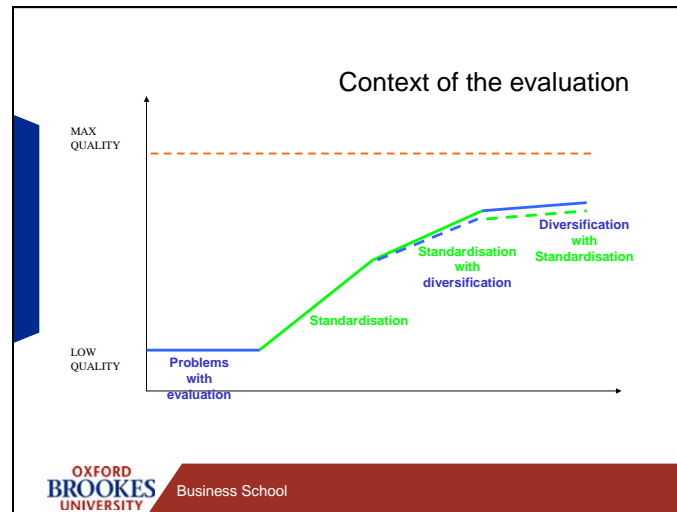 Context of the evaluation
MAX
QUALITY
Diversification
with
Standardisation
Standardisation
with
diversification
Standardisation
LOW
QUALITY
Problems
with
evaluation
OXFORD
BROOKES
UNIVERSITY
Business School